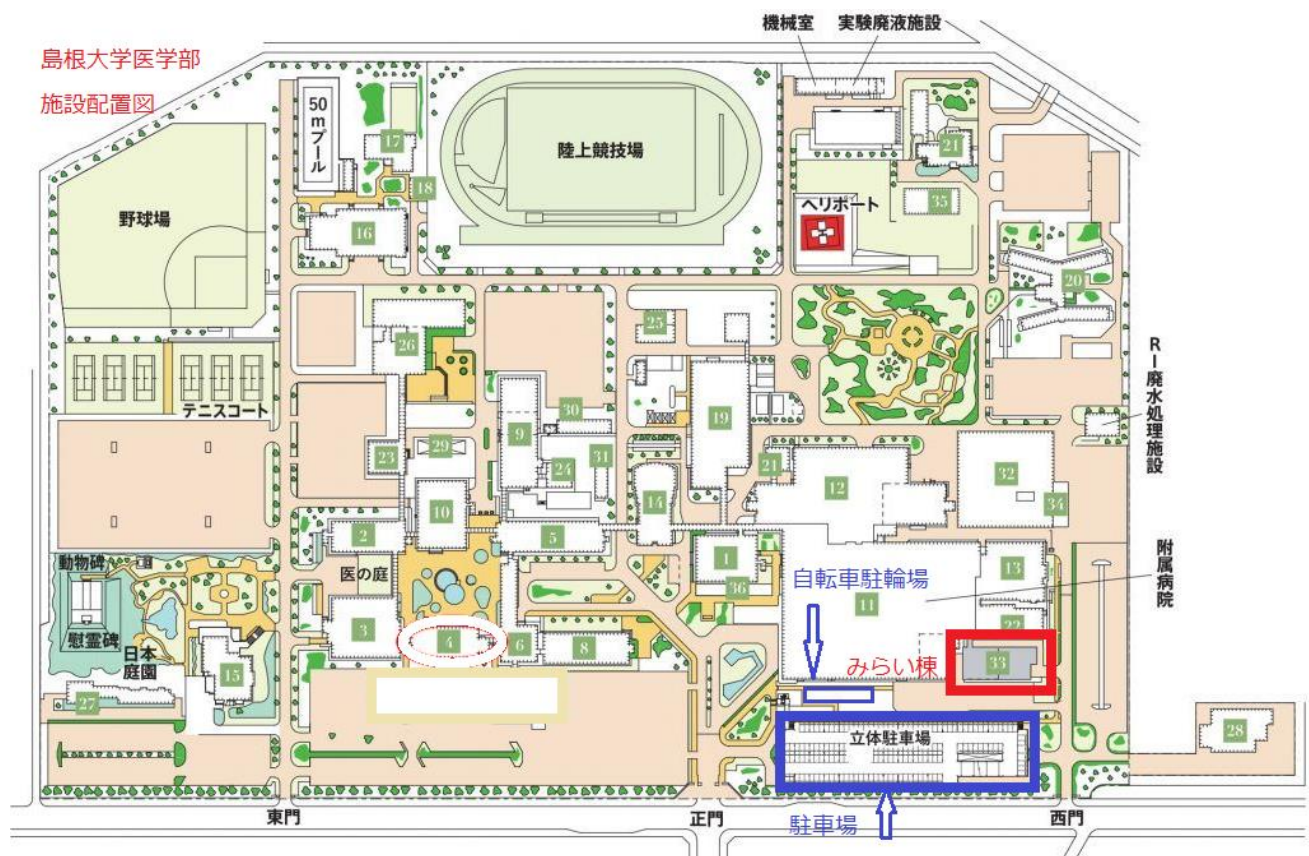 機械室 実験廃液施設
島根大学医学部
施設配置図
50mプール
17
18
陸上競技場
21
35
ヘリポート
野球場
16
20
25
26
RI廃水処理施設
テニスコート
19
9
30
23
29
31
24
21
12
32
34
14
10
2
5
1
13
附属病院
動物碑
医の庭
36
自転車駐輪場
11
22
慰霊碑
日本
庭園
3
4
6
8
みらい棟
33
15
27
立体駐車場
28
東門
正門
駐車場
西門